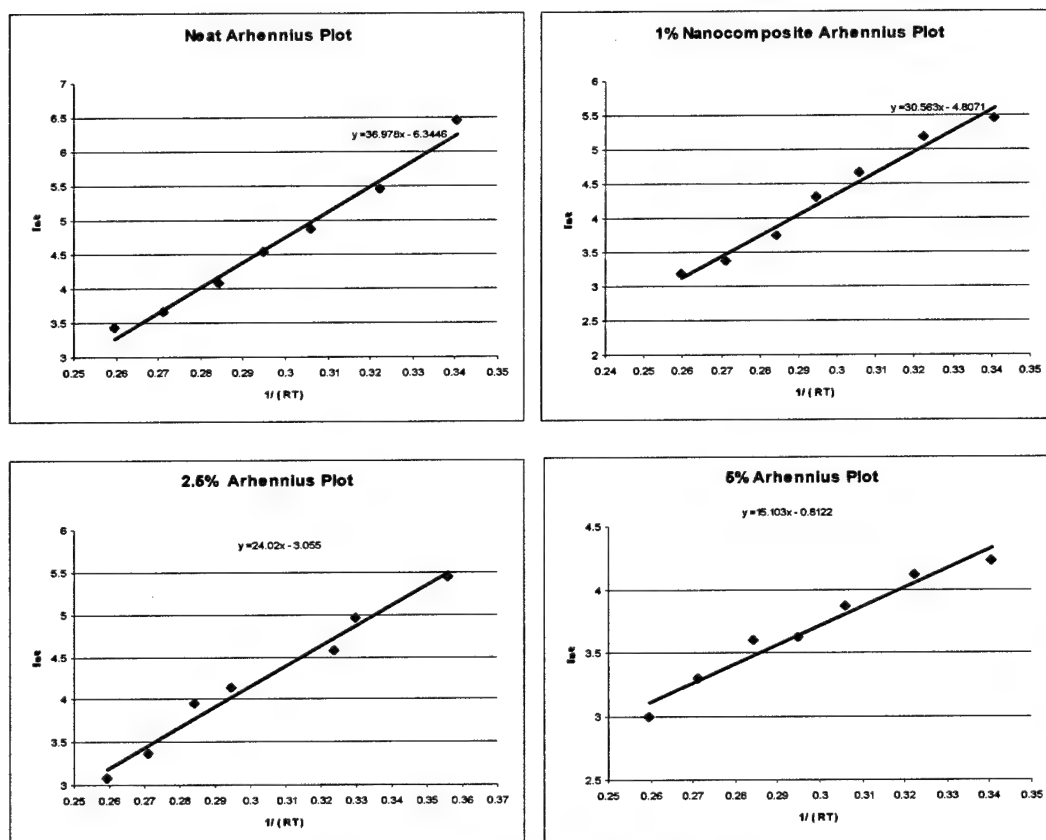 Neat Arhennius Plot
7
6.5
6
5.5
5
4.5
4
3.5
3
lnt
y=36.978x - 6.3446
0.25 0.26 0.27 0.28 0.29 0.3 0.31 0.32 0.33 0.34 0.35
1/(RT)
1% Nanocomposite Arhennius Plot
6
5.5
5
4.5
4
3.5
3
2.5
2
lnt
y=30.563x - 4.8071
0.24 0.25 0.26 0.27 0.28 0.29 0.3 0.31 0.32 0.33 0.34 0.35
1/(RT)
2.5% Arhennius Plot
6
5.5
5
4.5
4
3.5
3
lnt
y=24.02x - 3.055
0.25 0.26 0.27 0.28 0.29 0.3 0.31 0.32 0.33 0.34 0.35 0.36 0.37
1/(RT)
5% Arhennius Plot
4.5
4
3.5
3
2.5
lnt
y=15.103x - 0.8122
0.25 0.26 0.27 0.28 0.29 0.3 0.31 0.32 0.33 0.34 0.35
1/(RT)